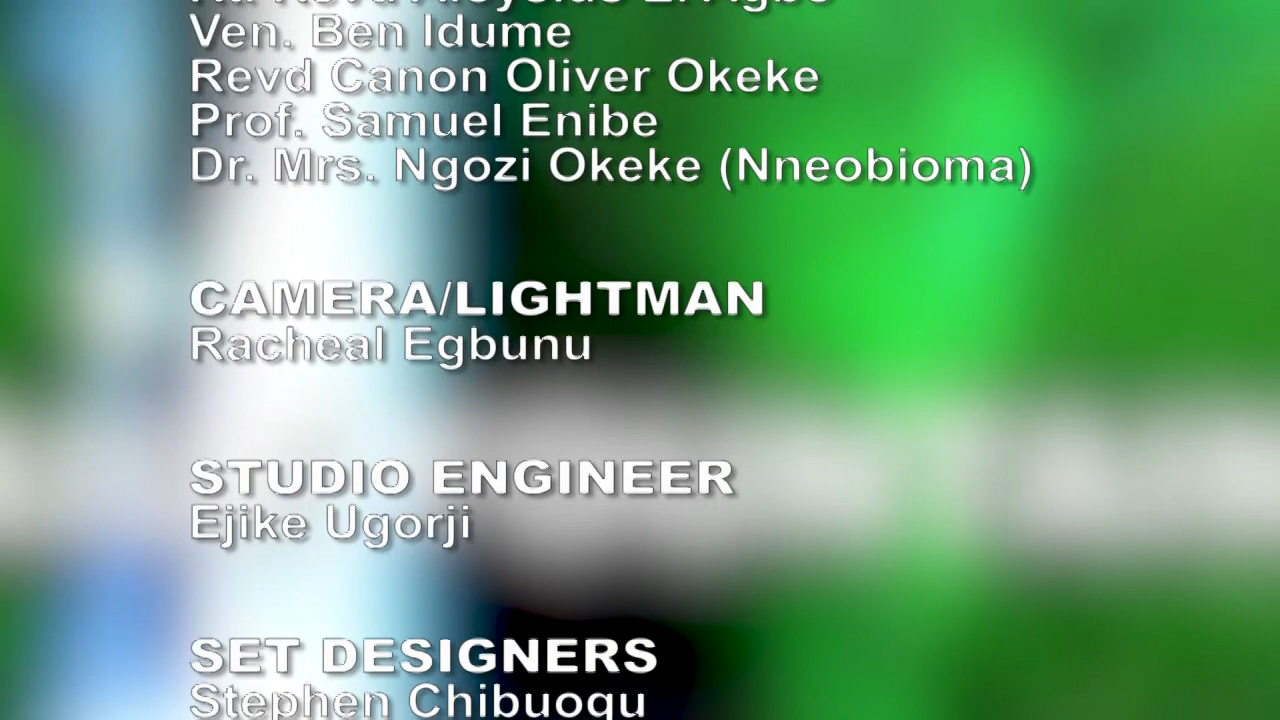 Ven. Ben Idume
Revd Canon Oliver Okeke
Prof. Samuel Enibe
Dr. Mrs. Ngozi Okeke (Nneobioma)
CAMERA/LIGHTMAN
Racheal Egbunu
STUDIO ENGINEER
Ejike Ugorji
SET DESIGNERS
Stephen